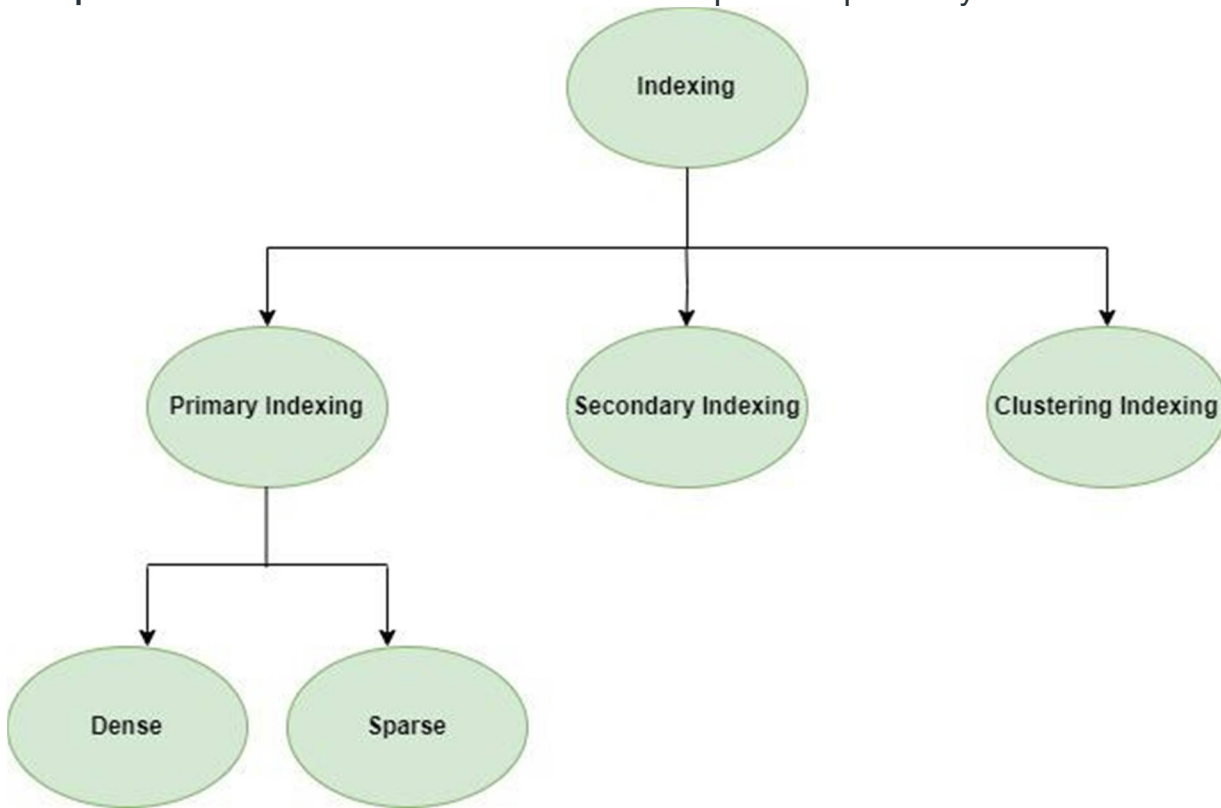 Indexing
Primary Indexing
Secondary Indexing
Clustering Indexing
Dense
Sparse